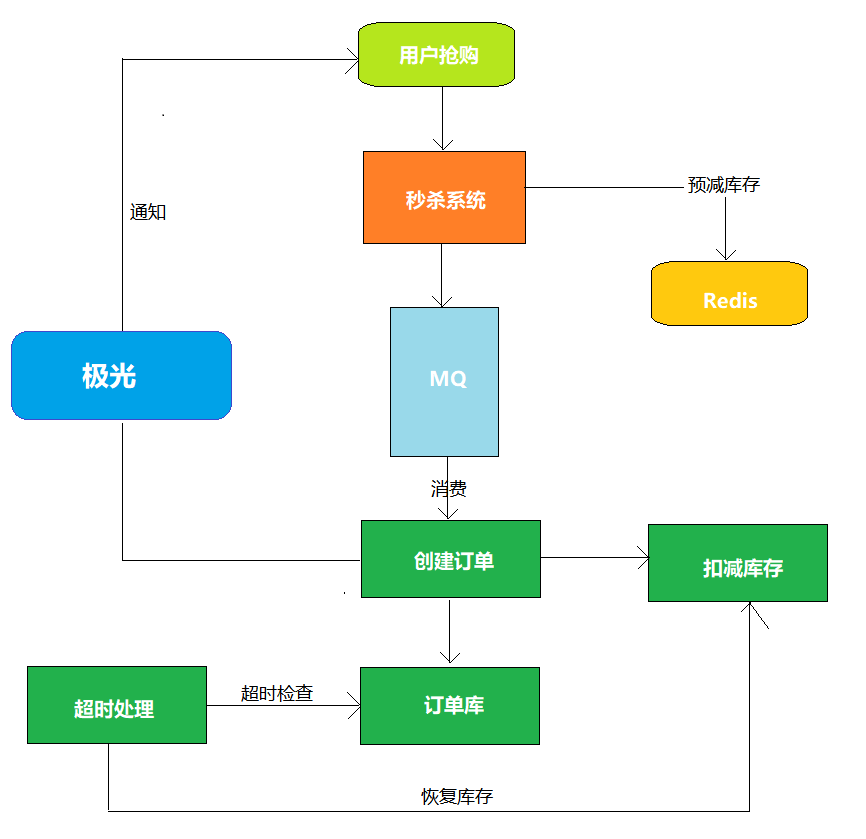 用户抢购
秒杀系统
预减库存
通知
Redis
极光
MQ
消费
创建订单
扣减库存
超时处理
超时检查
订单库
恢复库存